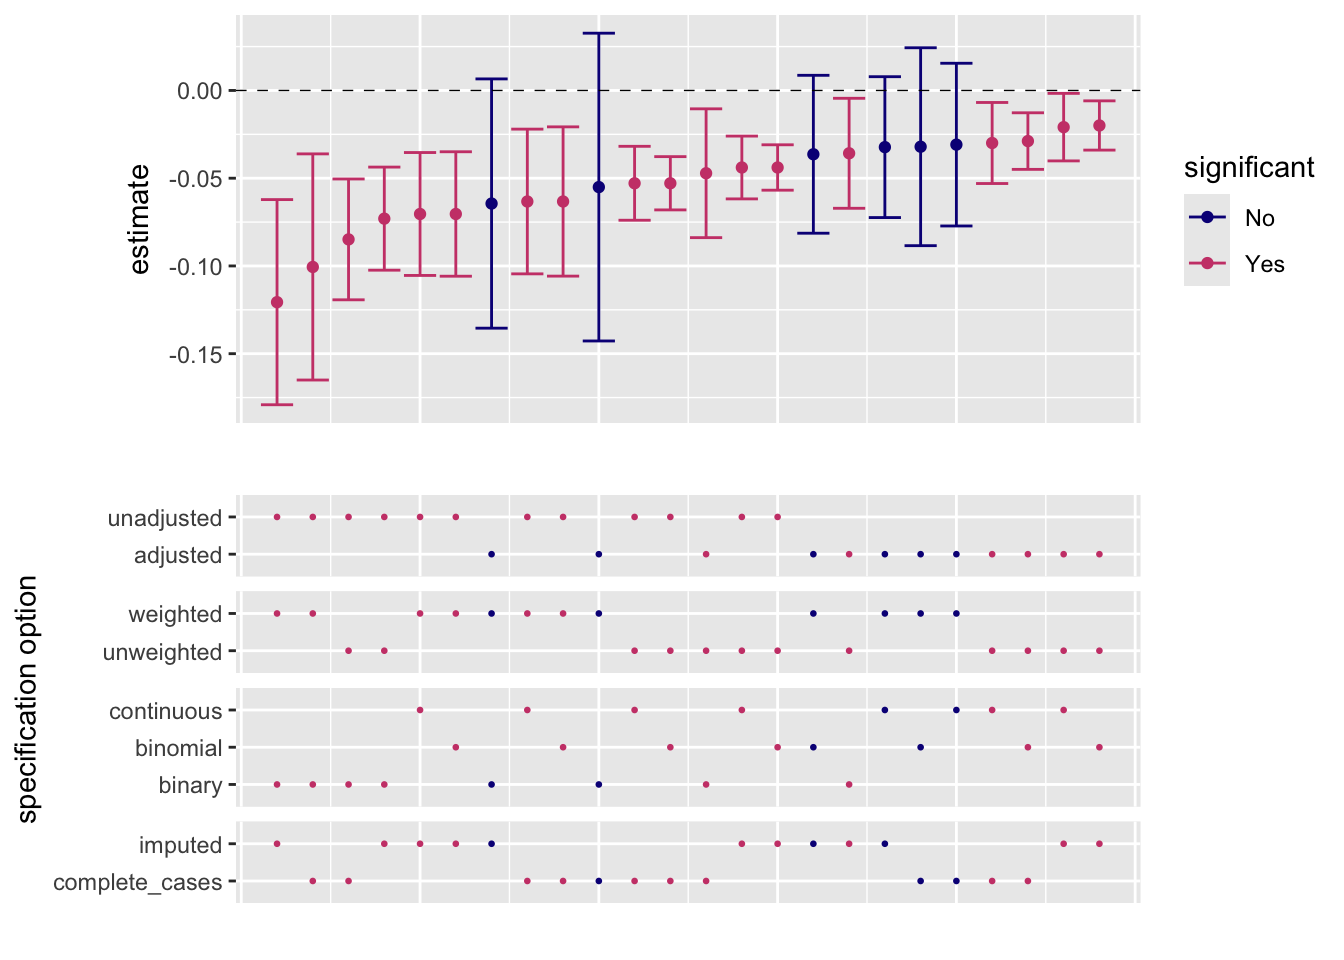 0.00
-0.05
-0.10
-0.15
estimate
significant
No
Yes
unadjusted
adjusted
weighted
unweighted
continuous
binomial
binary
imputed
complete_cases
specification option